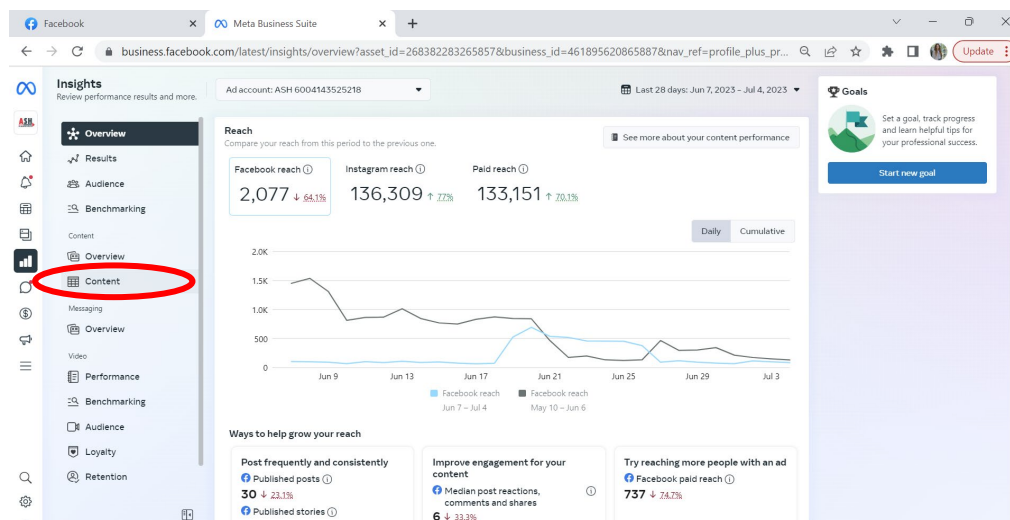 Facebook
Meta Business Suite
business.facebook.com/latest/insights/overview?asset_id=268382283265857&business_id=461895620865887&nav_ref=profile_plus_pr...
Update
Insights
Review performance results and more.
ASH
Overview
Results
Audience
Benchmarking
Content
Overview
Content
Messaging
Overview
Video
Performance
Benchmarking
Audience
Loyalty
Retention
Ad account: ASH 6004143525218
Last 28 days: Jun 7, 2023 - Jul 4, 2023
Reach
Compare your reach from this period to the previous one.
See more about your content performance
Facebook reach
2,077 ↓ 64.1%
Instagram reach
136,309 ↑ 77%
Paid reach
133,151 ↑ 70.1%
Daily Cumulative
2.0K
1.5K
1.0K
500
0
Jun 9 Jun 13 Jun 17 Jun 21 Jun 25 Jun 29 Jul 3
Facebook reach Facebook reach
Jun 7 – Jul 4 May 10 – Jun 6
Ways to help grow your reach
Post frequently and consistently
Published posts
30 ↓ 23.1%
Published stories
Improve engagement for your
content
Median post reactions,
comments and shares
6 ↓ 33.3%
Try reaching more people with an ad
Facebook paid reach
737 ↓ 74.7%
Goals
Set a goal, track progress
and learn helpful tips for
your professional success.
Start new goal